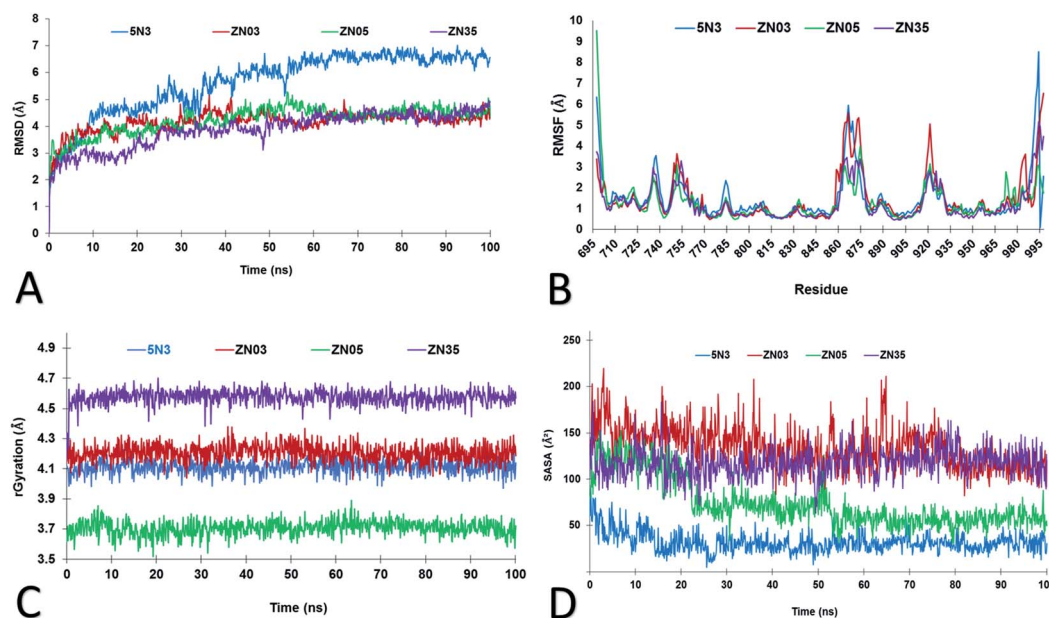 5N3 ZN03 ZN05 ZN35
RMSD (Å)
8
7
6
5
4
3
2
1
0
0 10 20 30 40 50 60 70 80 90 100
Time (ns)
A
5N3 ZN03 ZN05 ZN35
RMSF (Å)
10
9
8
7
6
5
4
3
2
1
0
695 710 725 740 755 770 785 800 815 830 845 860 875 890 905 920 935 950 965 980 995
Residue
B
5N3 ZN03 ZN05 ZN35
rGyration (Å)
4.9
4.7
4.5
4.3
4.1
3.9
3.7
3.5
0 10 20 30 40 50 60 70 80 90 100
Time (ns)
C
5N3 ZN03 ZN05 ZN35
SASA (Å²)
250
200
150
100
50
0 10 20 30 40 50 60 70 80 90 100
Time (ns)
D